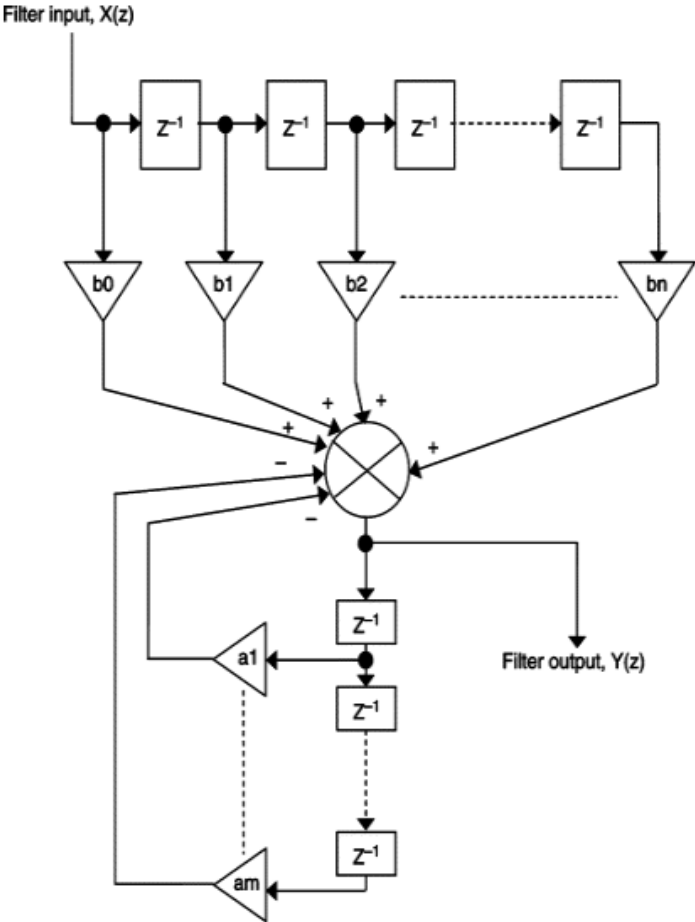 Filter input, X(z)
Z⁻¹ Z⁻¹ Z⁻¹ Z⁻¹
b0 b1 b2 bn
+ + + +
−
−
Z⁻¹
a1
Filter output, Y(z)
Z⁻¹
Z⁻¹
am